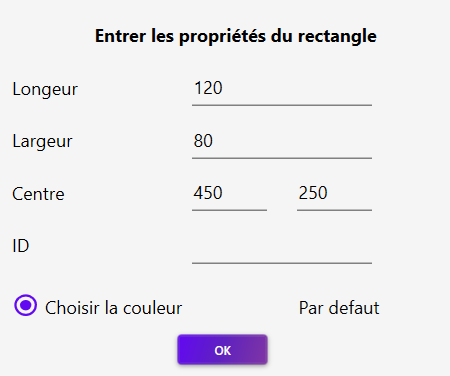 Entrer les propriétés du rectangle
Longeur 120
Largeur 80
Centre 450 250
ID
Choisir la couleur Par defaut
OK